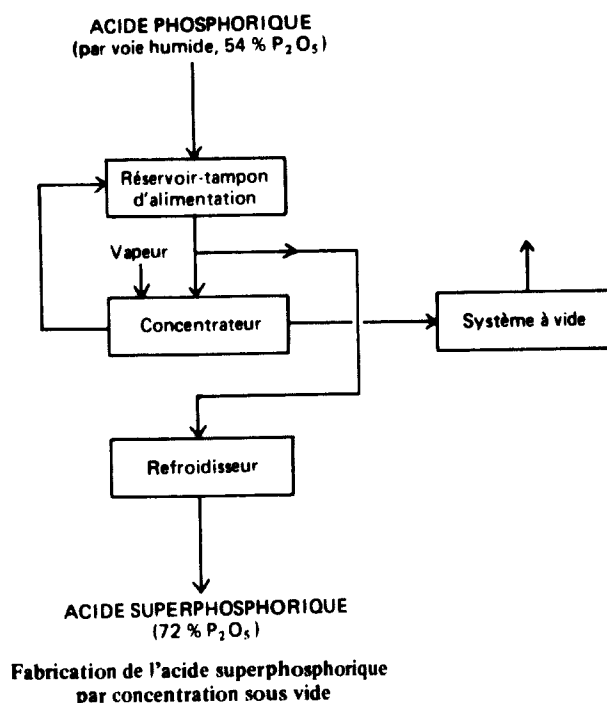 ACIDE PHOSPHORIQUE
(par voie humide, 54 % P₂O₅)
Réservoir-tampon
d'alimentation
Vapeur
Concentrateur
Système à vide
Refroidisseur
ACIDE SUPERPHOSPHORIQUE
(72 % P₂O₅)
Fabrication de l'acide superphosphorique
par concentration sous vide